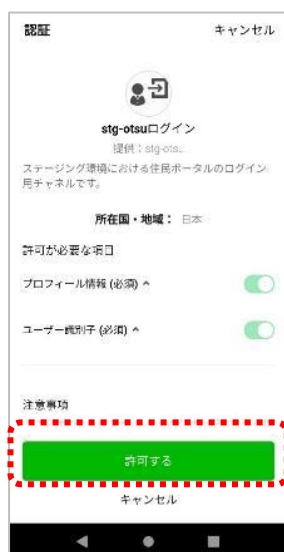 認証 キャンセル
stg-otsuログイン
提供：stg-ots..
ステージング環境における住民ポータルのログイン
用チャネルです。
所在国・地域： 日本
許可が必要な項目
プロフィール情報 (必須)
ユーザー識別子 (必須)
注意事項
許可する
キャンセル